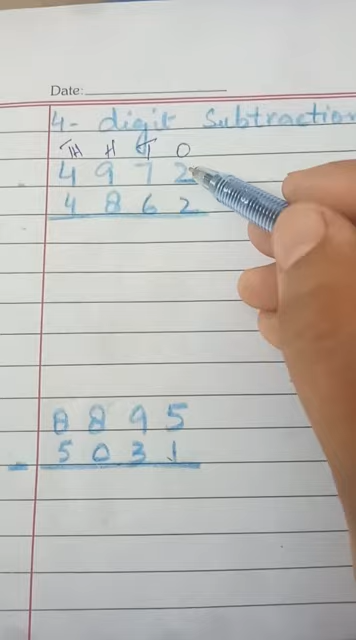 Date:
4- digit Subtraction
TH H T O
4 9 7 2
4 8 6 2
8 8 9 5
- 5 0 3 1